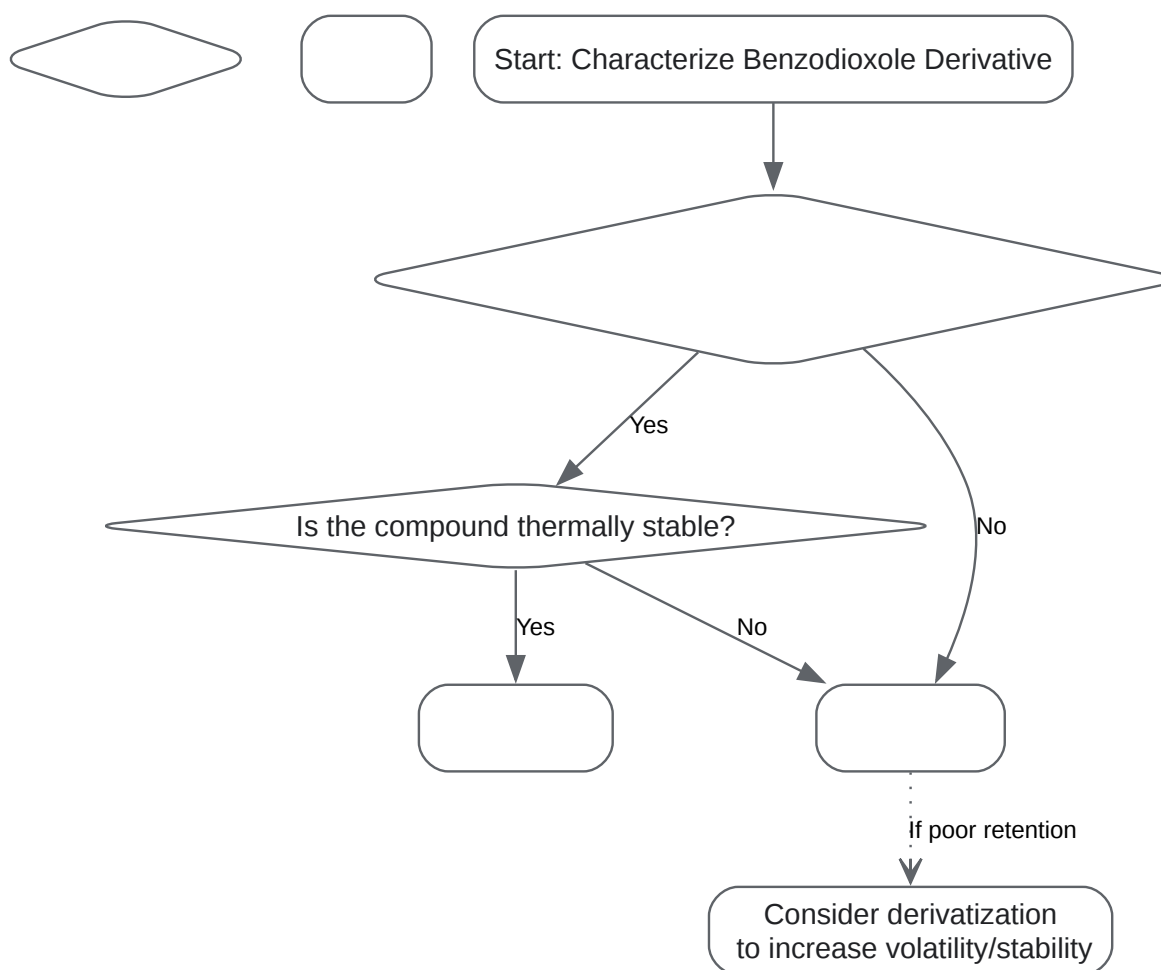 Start: Characterize Benzodioxole Derivative
Yes
No
Is the compound thermally stable?
Yes
No
If poor retention
Consider derivatization
to increase volatility/stability